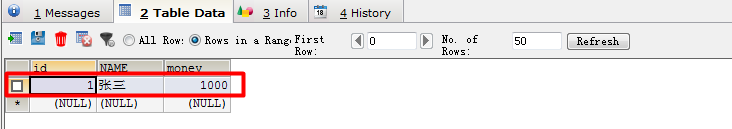 1 Messages 2 Table Data 3 Info 4 History
All Row: Rows in a Range First Row: 0 No. of Rows: 50 Refresh
id NAME money
1 张三 1000
* (NULL) (NULL) (NULL)